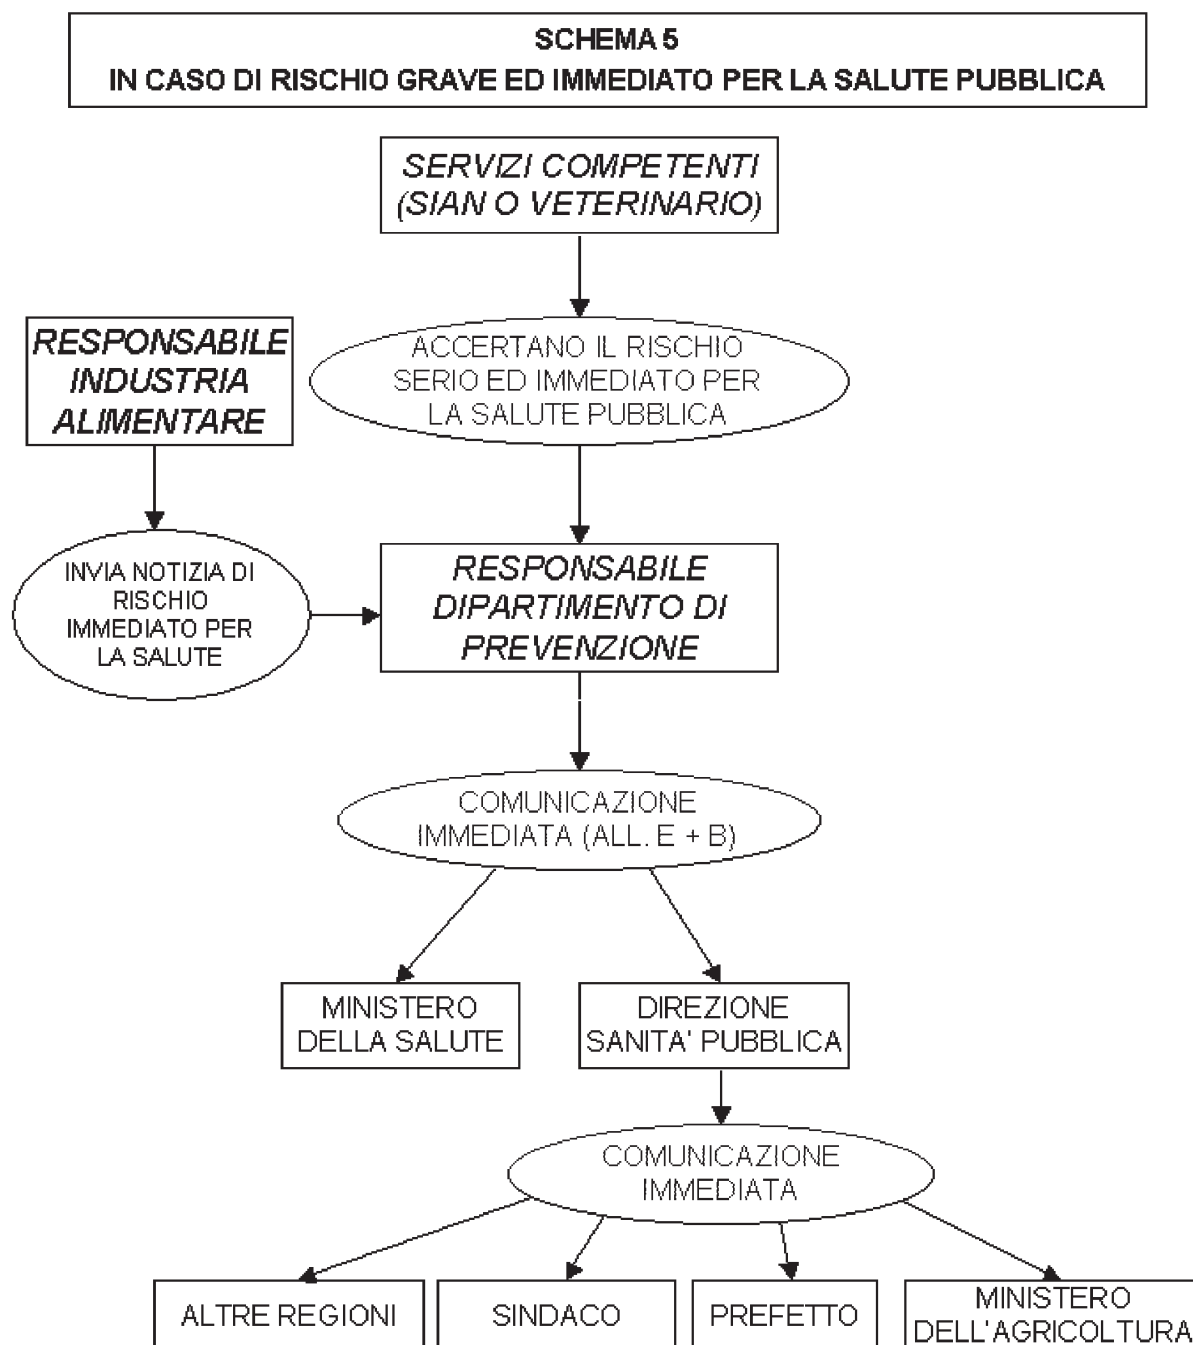 SCHEMA 5
IN CASO DI RISCHIO GRAVE ED IMMEDIATO PER LA SALUTE PUBBLICA
SERVIZI COMPETENTI
(SIAN O VETERINARIO)
RESPONSABILE
INDUSTRIA
ALIMENTARE
ACCERTANO IL RISCHIO
SERIO ED IMMEDIATO PER
LA SALUTE PUBBLICA
INVIA NOTIZIA DI
RISCHIO
IMMEDIATO PER
LA SALUTE
RESPONSABILE
DIPARTIMENTO DI
PREVENZIONE
COMUNICAZIONE
IMMEDIATA (ALL. E + B)
MINISTERO
DELLA SALUTE
DIREZIONE
SANITA' PUBBLICA
COMUNICAZIONE
IMMEDIATA
ALTRE REGIONI
SINDACO
PREFETTO
MINISTERO
DELL'AGRICOLTURA